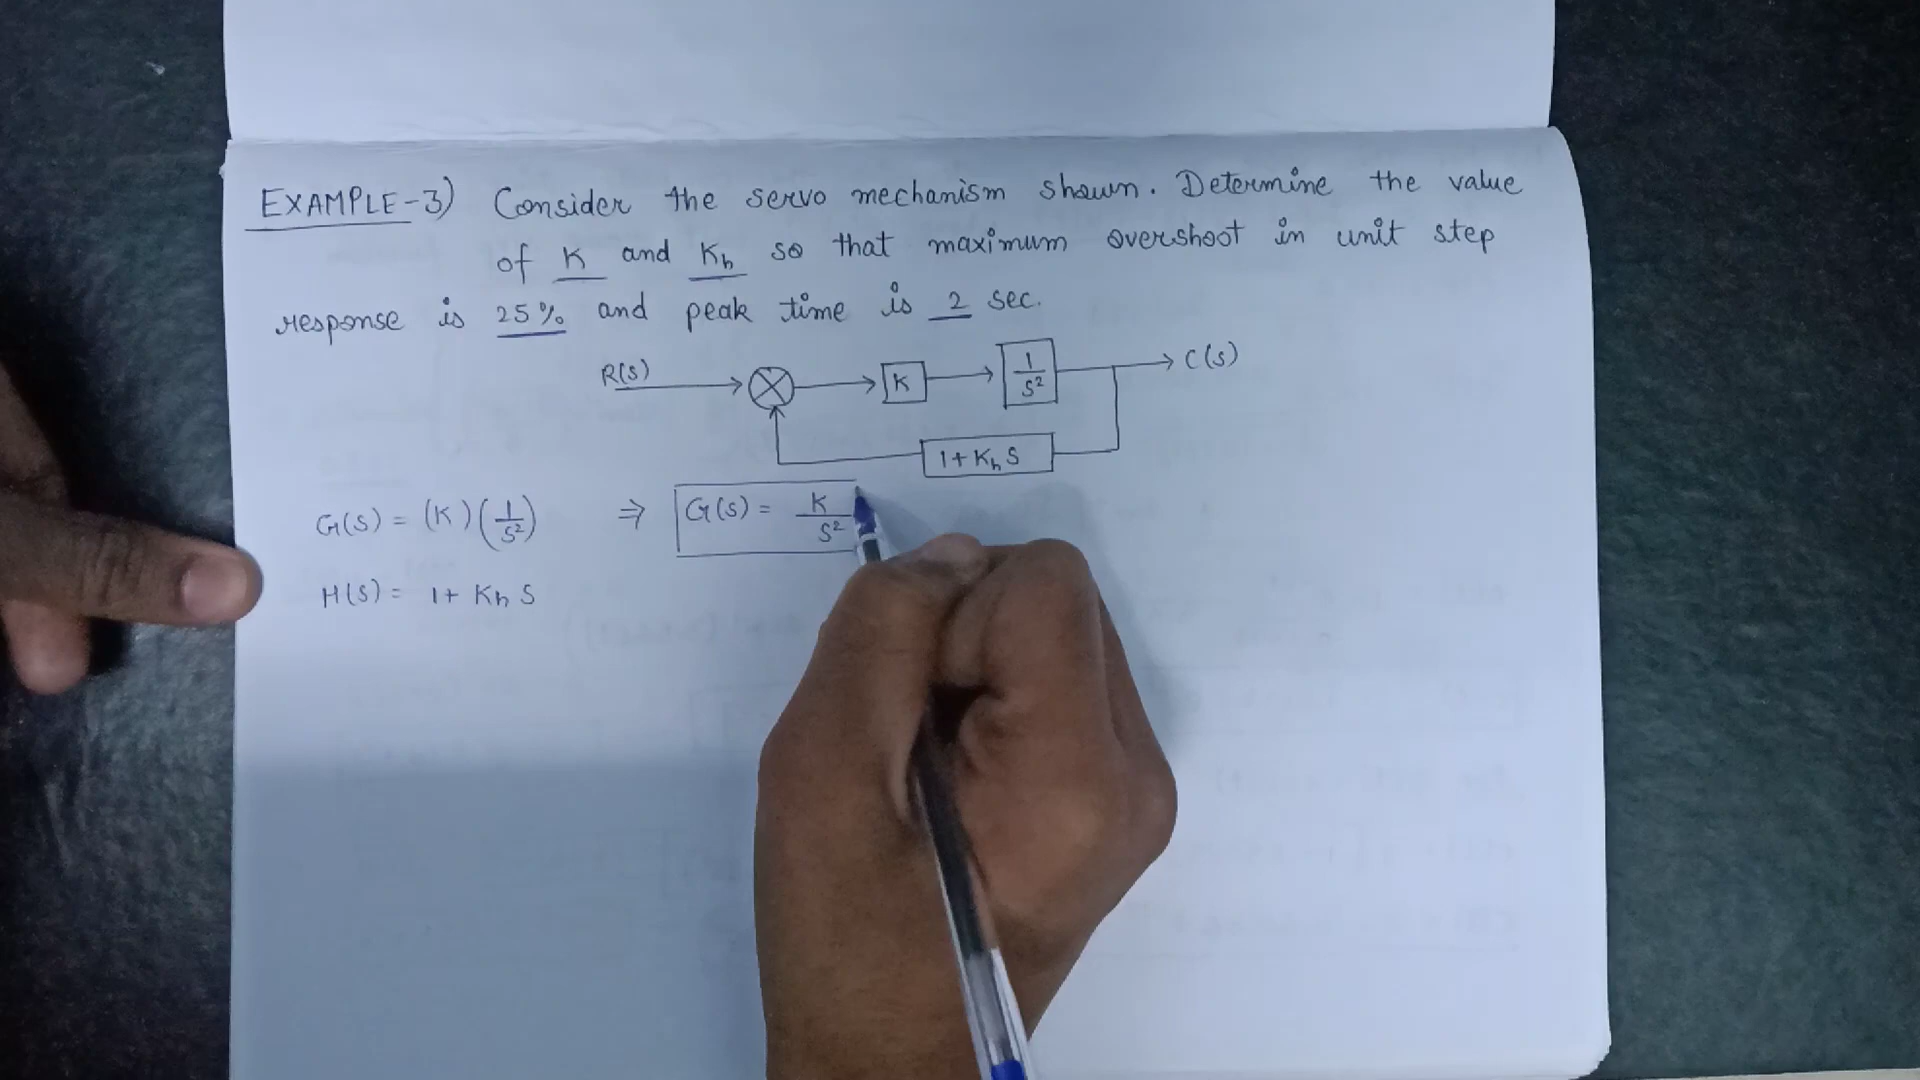 EXAMPLE-3) Consider the servo mechanism shown. Determine the value
of K and Kh so that maximum overshoot in unit step
response is 25% and peak time is 2 sec.
R(s) K 1/s² C(s)
1+KhS
G(s) = (K)(1/s²) ⇒ G(s) = K/s²
H(s) = 1+ Kh S